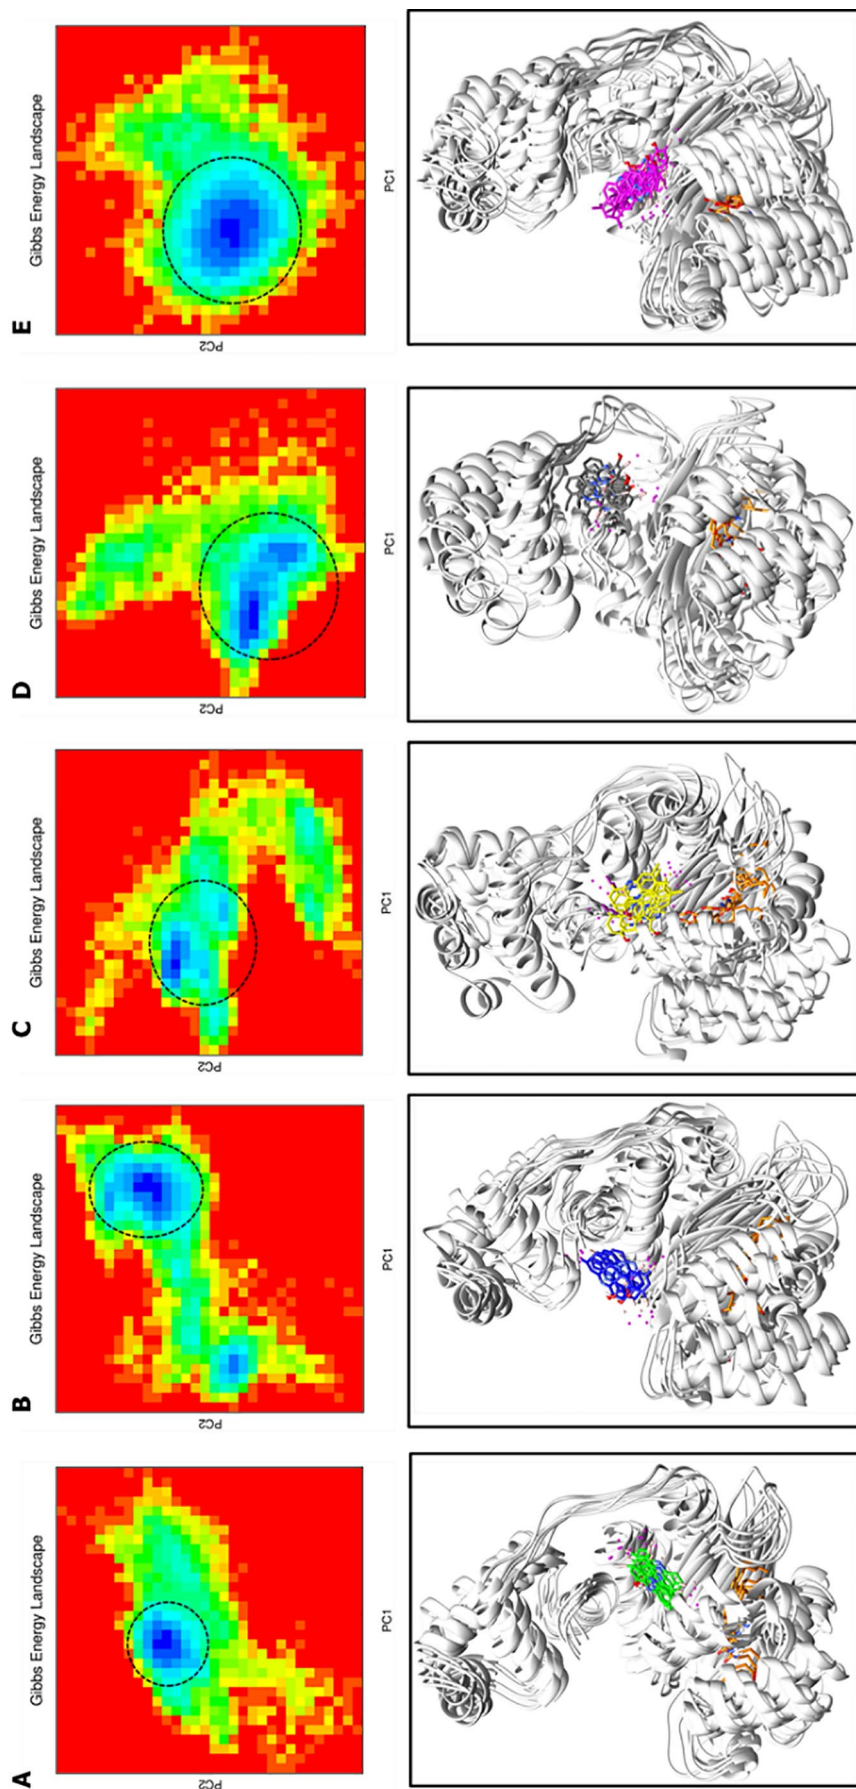 A
Gibbs Energy Landscape
PC2
PC1
B
Gibbs Energy Landscape
PC2
PC1
C
Gibbs Energy Landscape
PC2
PC1
D
Gibbs Energy Landscape
PC2
PC1
E
Gibbs Energy Landscape
PC2
PC1